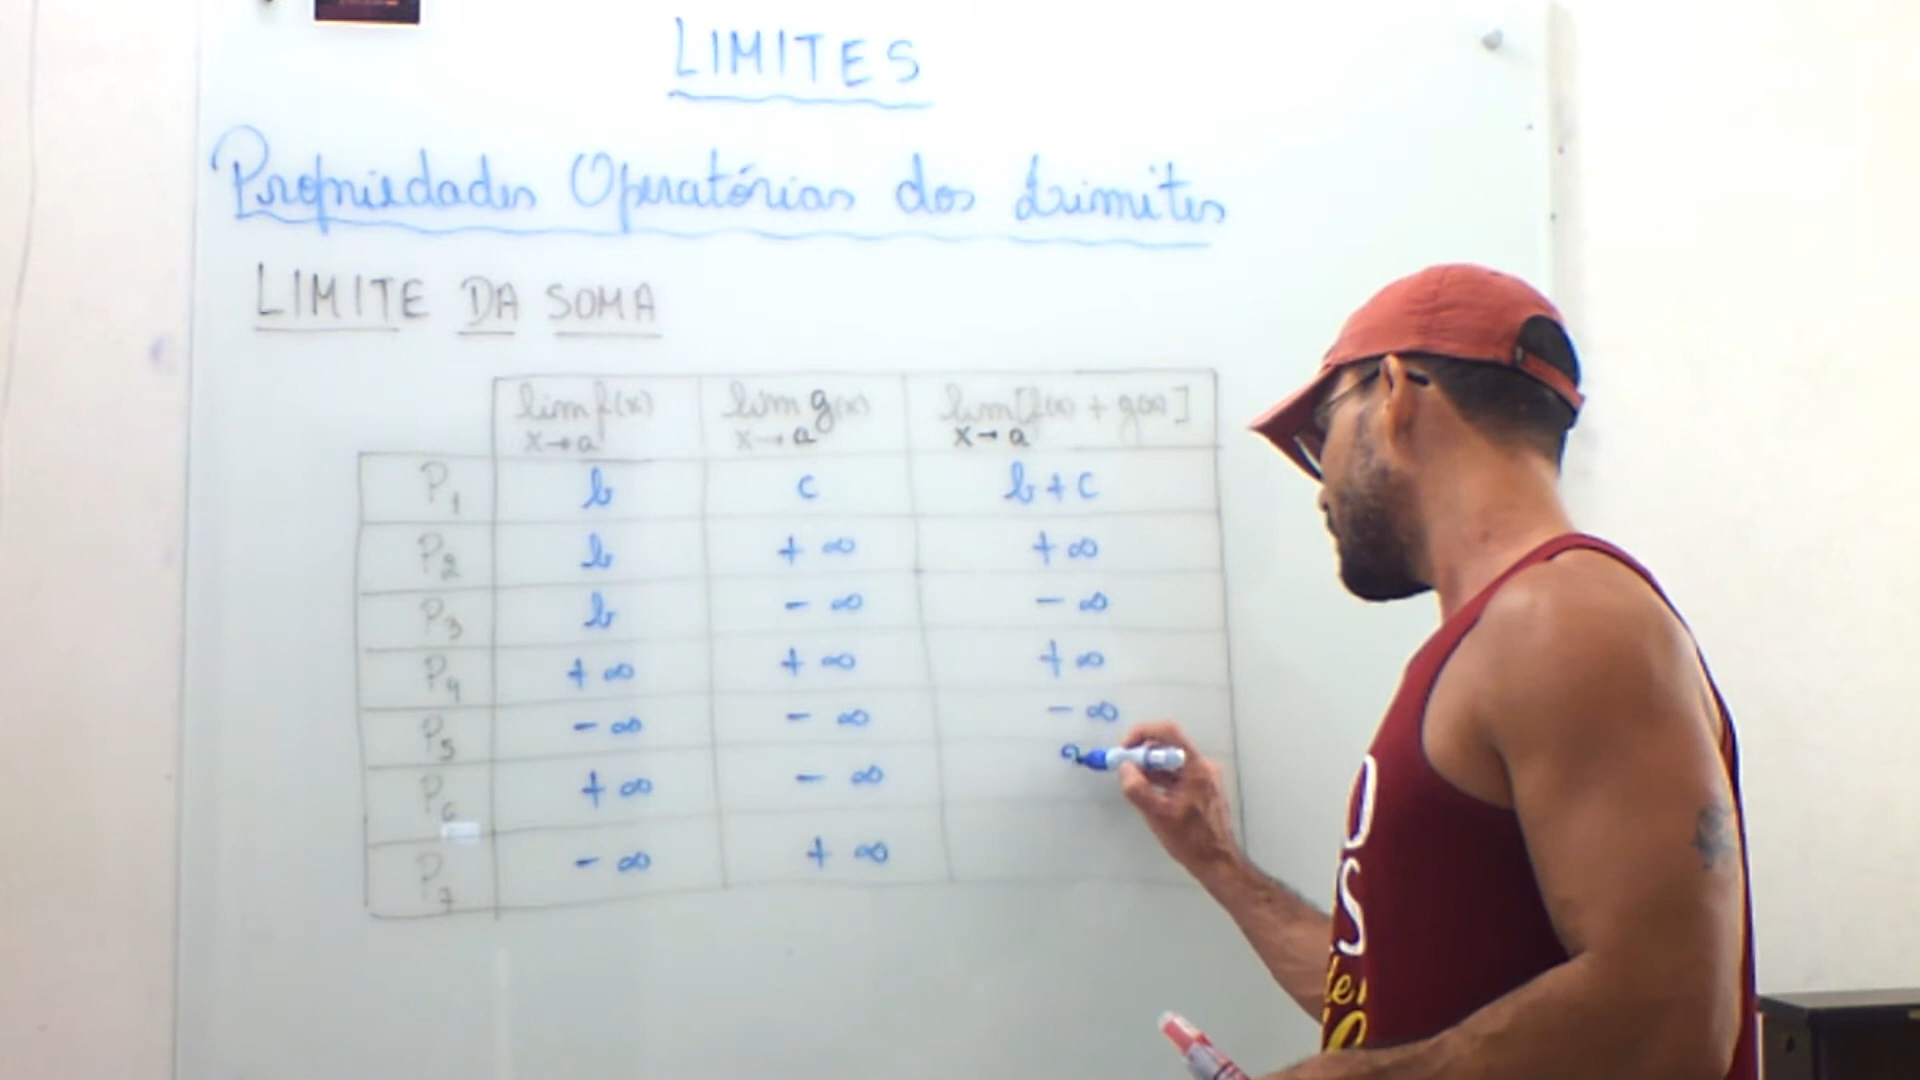 LIMITES
Propriedades Operatórias dos Limites
LIMITE DA SOMA
lim f(x) lim g(x) lim [f(x) + g(x)]
x→a x→a x→a
P1 b c b+c
P2 b +∞ +∞
P3 b -∞ -∞
P4 +∞ +∞ +∞
P5 -∞ -∞ -∞
P6 +∞ -∞ ?
P7 -∞ +∞